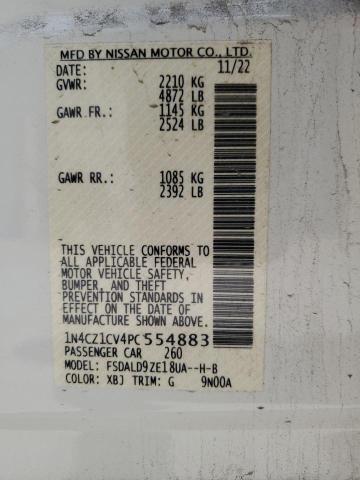 MFD BY NISSAN MOTOR CO., LTD.
DATE: 11/22
GVWR: 2210 KG
4872 LB
GAWR FR.: 1145 KG
2524 LB
GAWR RR.: 1085 KG
2392 LB
THIS VEHICLE CONFORMS TO
ALL APPLICABLE FEDERAL
MOTOR VEHICLE SAFETY,
BUMPER, AND THEFT
PREVENTION STANDARDS IN
EFFECT ON THE DATE OF
MANUFACTURE SHOWN ABOVE.
1N4CZ1CV4PC554883
PASSENGER CAR 260
MODEL: FSDALD9ZE18UA--H-B
COLOR: XBJ TRIM: G 9N00A